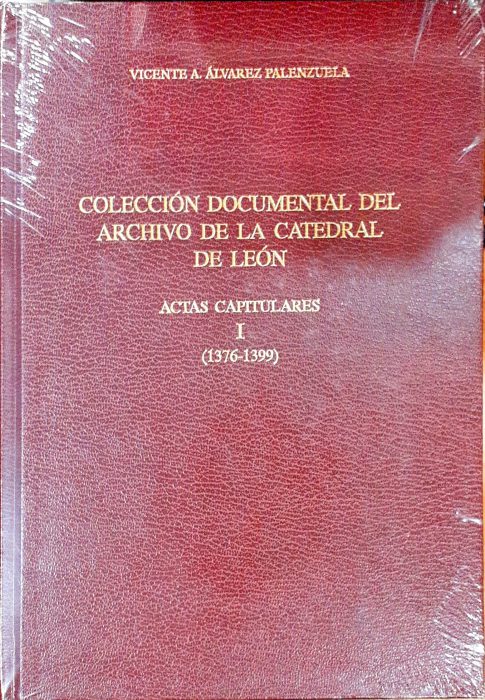 VICENTE A. ÁLVAREZ PALENZUELA
COLECCIÓN DOCUMENTAL DEL
ARCHIVO DE LA CATEDRAL
DE LEÓN
ACTAS CAPITULARES
I
(1376-1399)